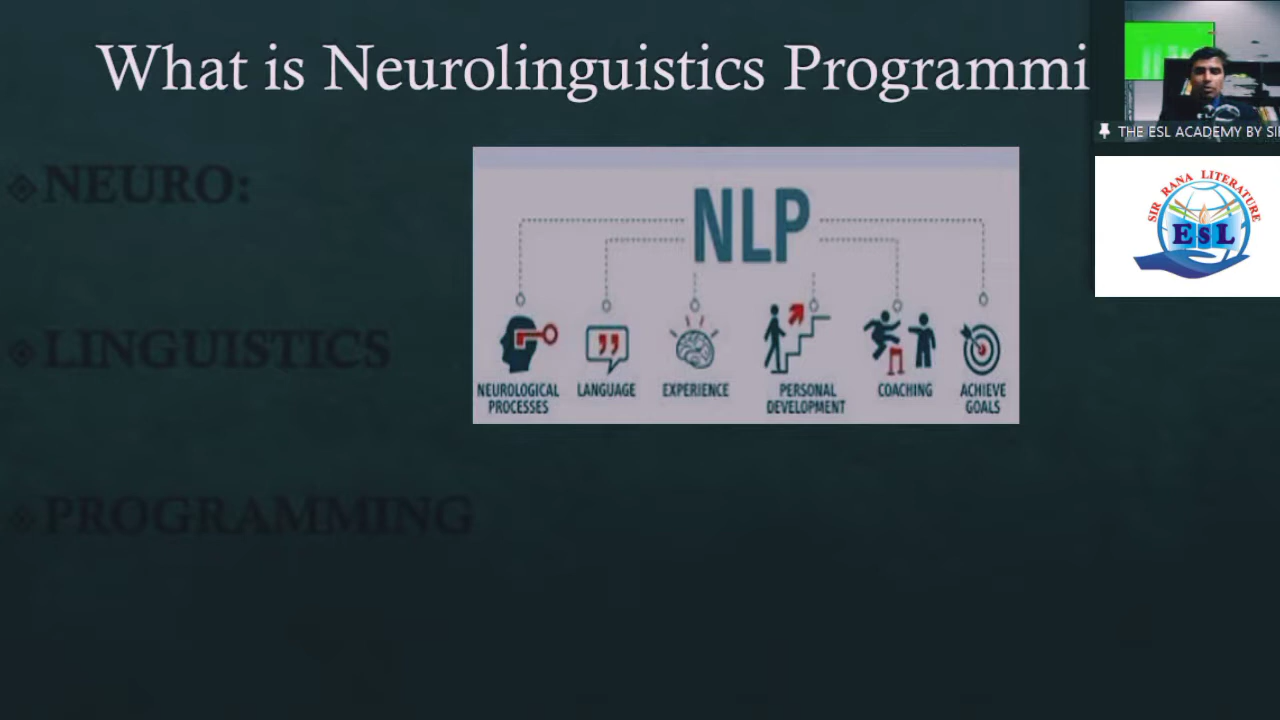 What is Neurolinguistics Programmi
NEURO:
LINGUISTICS
PROGRAMMING
NLP
NEUROLOGICAL
PROCESSES
LANGUAGE
EXPERIENCE
PERSONAL
DEVELOPMENT
COACHING
ACHIEVE
GOALS
THE ESL ACADEMY BY SI
SIR RANA LITERATURE
ESL